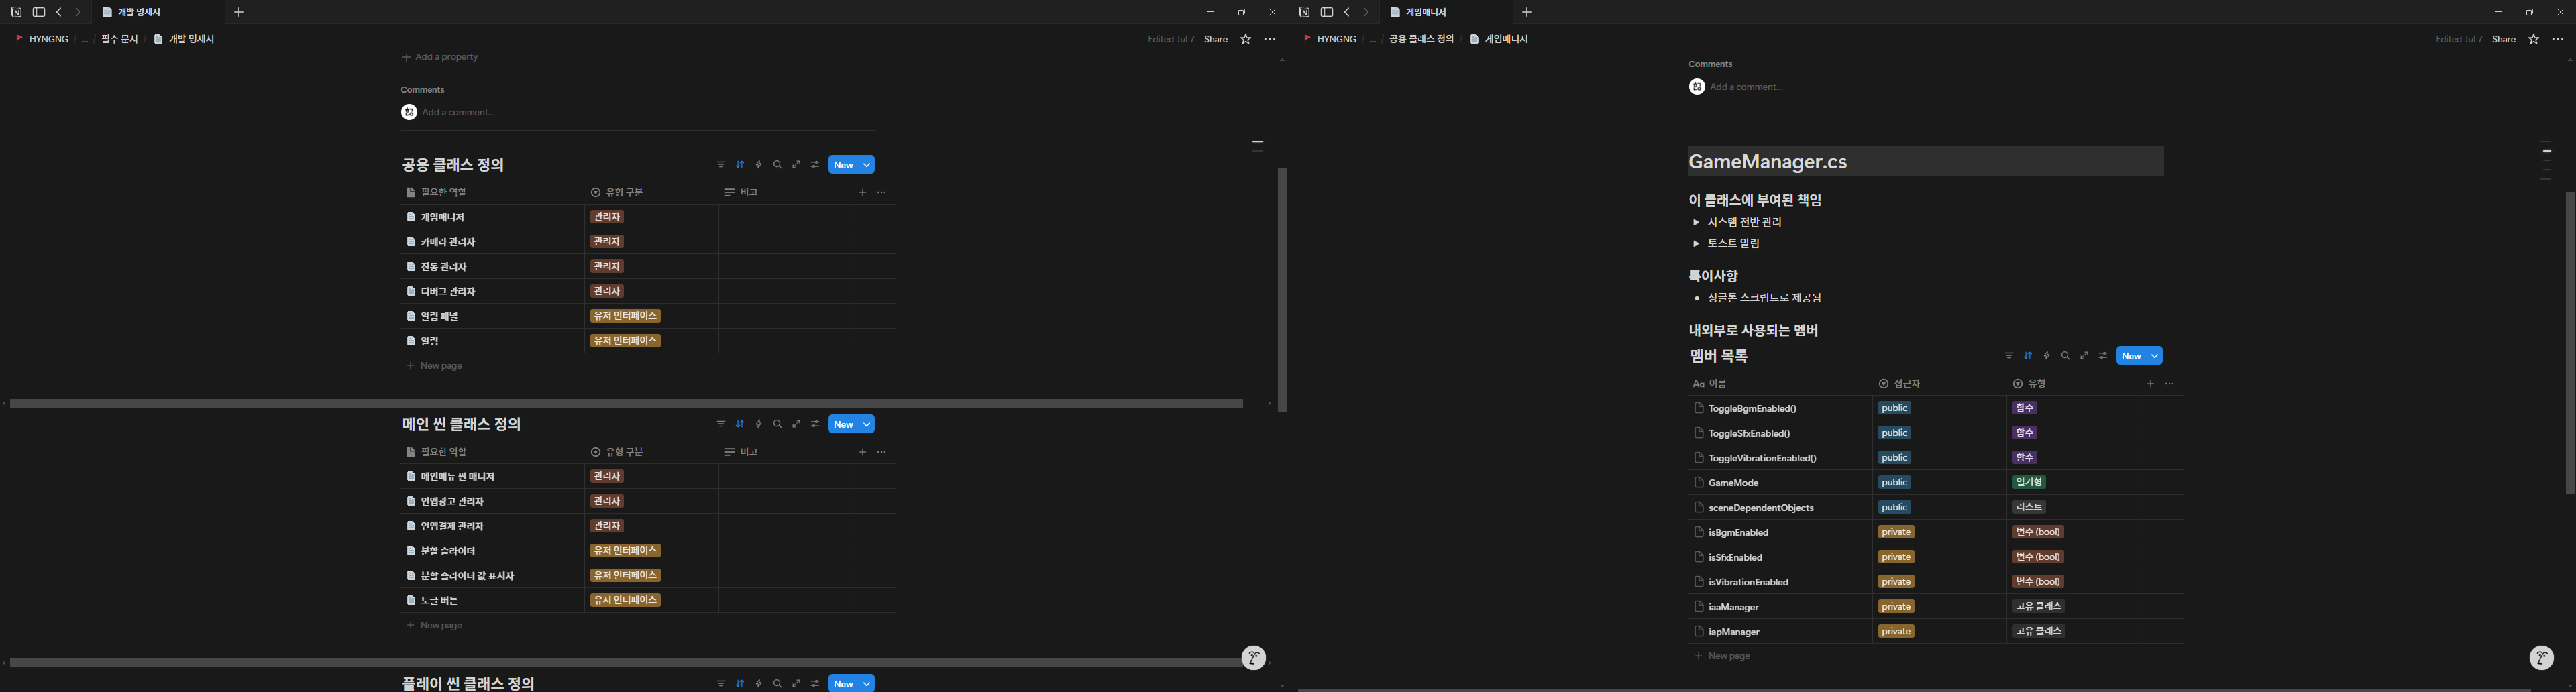 개발 명세서
HYNGNG / ... / 필수 문서 / 개발 명세서
Edited Jul 7 Share
Add a property
Comments
Add a comment...
공용 클래스 정의
New
필요한 역할 유형 구분 비고
게임매니저 관리자
카메라 관리자 관리자
진동 관리자 관리자
디버그 관리자 관리자
알림 패널 유저 인터페이스
알림 유저 인터페이스
New page
메인 씬 클래스 정의
New
필요한 역할 유형 구분 비고
메인메뉴 씬 매니저 관리자
인앱광고 관리자 관리자
인앱결제 관리자 관리자
분할 슬라이더 유저 인터페이스
분할 슬라이더 값 표시자 유저 인터페이스
토글 버튼 유저 인터페이스
New page
플레이 씬 클래스 정의
New
게임매니저
HYNGNG / ... / 공용 클래스 정의 / 게임매니저
Edited Jul 7 Share
Comments
Add a comment...
GameManager.cs
이 클래스에 부여된 책임
시스템 전반 관리
토스트 알림
특이사항
싱글톤 스크립트로 제공됨
내외부로 사용되는 멤버
멤버 목록
New
Aa 이름 접근자 유형
ToggleBgmEnabled() public 함수
ToggleSfxEnabled() public 함수
ToggleVibrationEnabled() public 함수
GameMode public 열거형
sceneDependentObjects public 리스트
isBgmEnabled private 변수 (bool)
isSfxEnabled private 변수 (bool)
isVibrationEnabled private 변수 (bool)
iaaManager private 고유 클래스
iapManager private 고유 클래스
New page